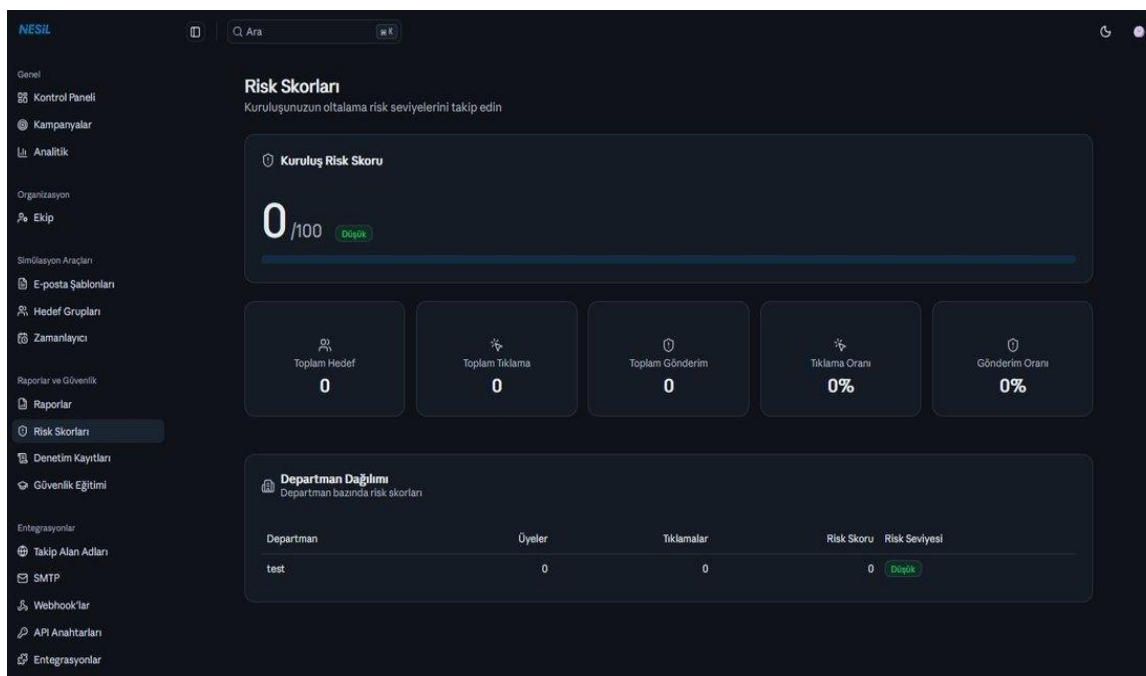 NESİL
Ara
⌘ K
Genel
Kontrol Paneli
Kampanyalar
Analitik
Organizasyon
Ekip
Simülasyon Araçları
E-posta Şablonları
Hedef Grupları
Zamanlayıcı
Raporlar ve Güvenlik
Raporlar
Risk Skorları
Denetim Kayıtları
Güvenlik Eğitimi
Entegrasyonlar
Takip Alan Adları
SMTP
Webhook'lar
API Anahtarları
Entegrasyonlar
Risk Skorları
Kuruluşunuzun oltalama risk seviyelerini takip edin
Kuruluş Risk Skoru
0 /100 Düşük
Toplam Hedef
0
Toplam Tıklama
0
Toplam Gönderim
0
Tıklama Oranı
0%
Gönderim Oranı
0%
Departman Dağılımı
Departman bazında risk skorları
Departman Üyeler Tıklamalar Risk Skoru Risk Seviyesi
test 0 0 0 Düşük